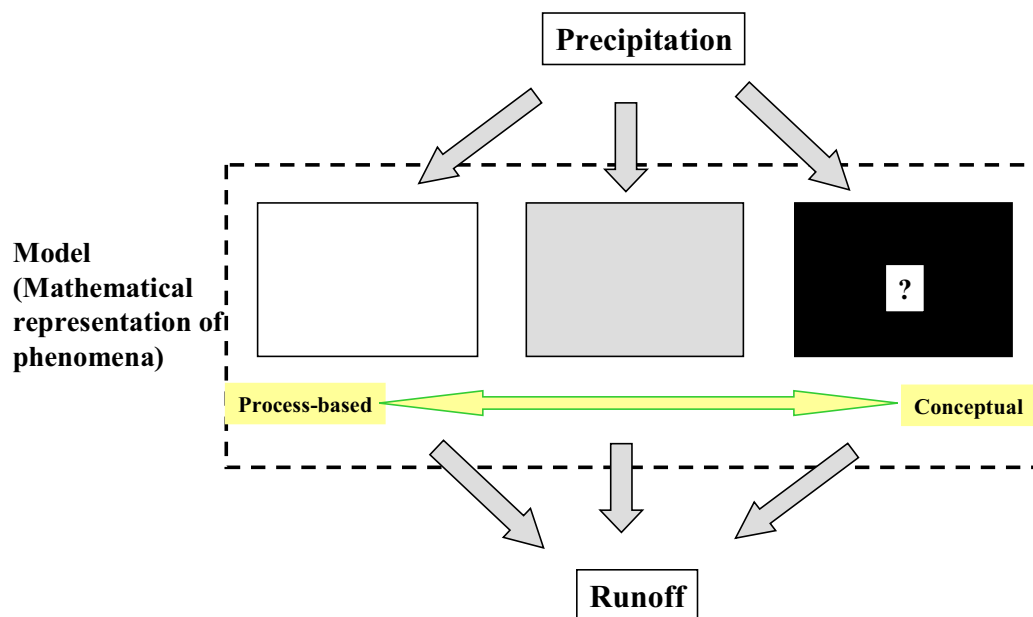 Precipitation
Model
(Mathematical
representation of
phenomena)
?
Process-based
Conceptual
Runoff